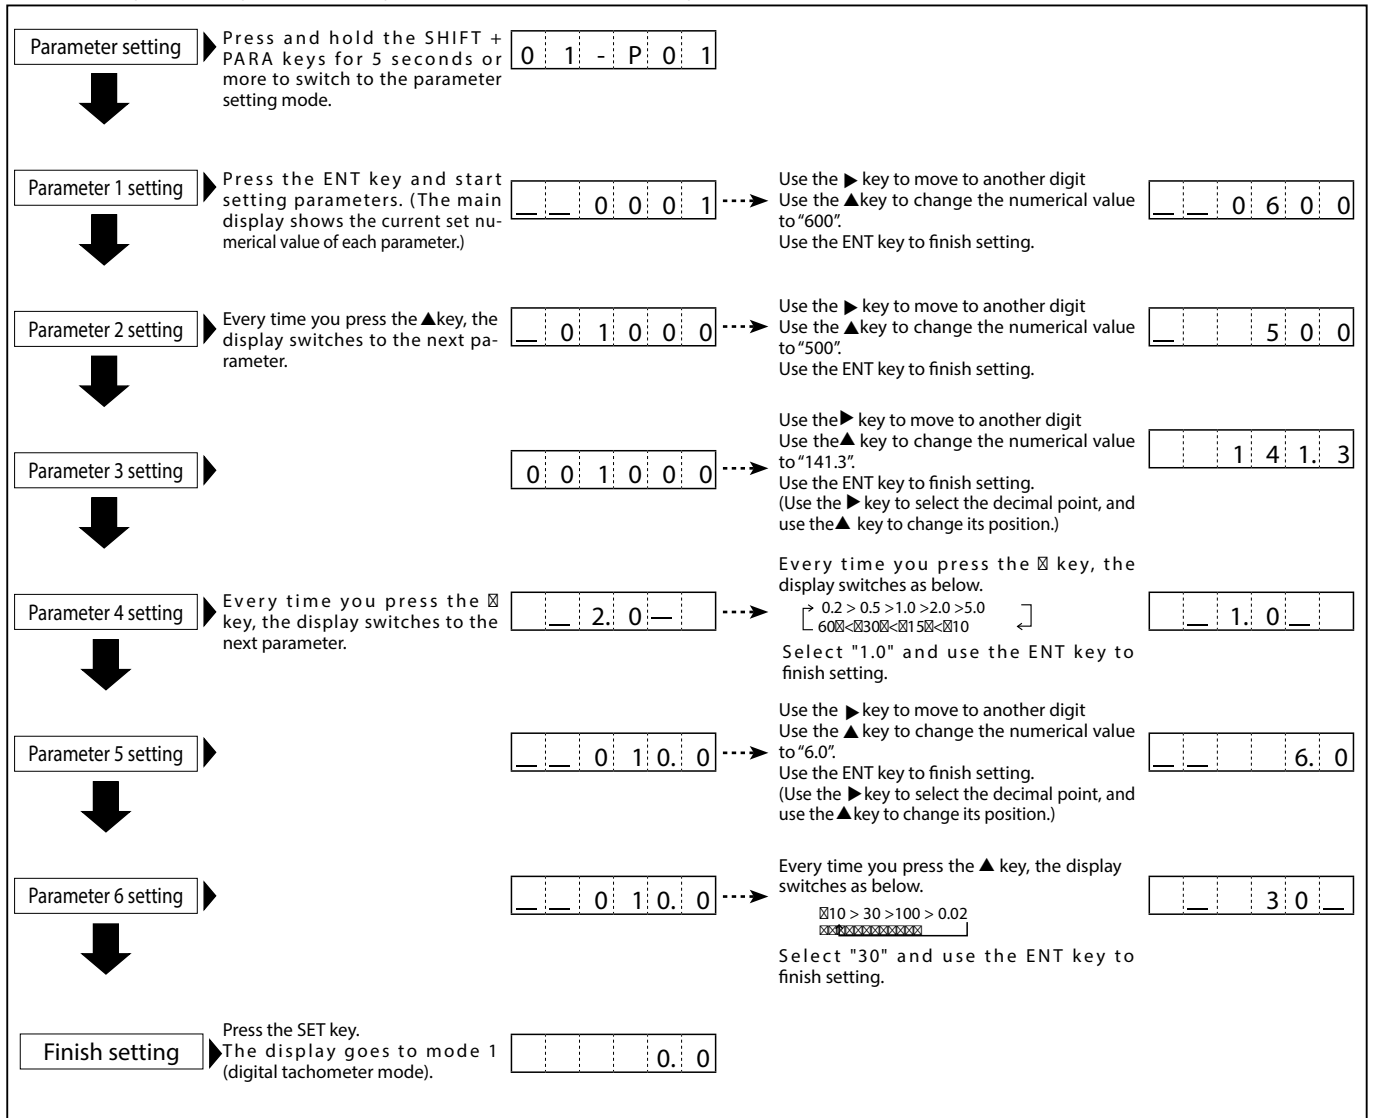 Parameter setting
Press and hold the SHIFT +
PARA keys for 5 seconds or
more to switch to the parameter
setting mode.
0 1 - P 0 1
Parameter 1 setting
Press the ENT key and start
setting parameters. (The main
display shows the current set nu-
merical value of each parameter.)
_ _ 0 0 0 1
Use the ▶ key to move to another digit
Use the ▲key to change the numerical value
to “600”.
Use the ENT key to finish setting.
_ _ 0 6 0 0
Parameter 2 setting
Every time you press the ▲key, the
display switches to the next pa-
rameter.
_ 0 1 0 0 0
Use the ▶ key to move to another digit
Use the ▲key to change the numerical value
to “500”.
Use the ENT key to finish setting.
_ 5 0 0
Parameter 3 setting
0 0 1 0 0 0
Use the▶ key to move to another digit
Use the▲ key to change the numerical value
to “141.3”.
Use the ENT key to finish setting.
(Use the ▶ key to select the decimal point, and
use the▲ key to change its position.)
1 4 1. 3
Parameter 4 setting
Every time you press the
key, the display switches to the
next parameter.
_ 2. 0 —
Every time you press the key, the
display switches as below.
0.2 > 0.5 >1.0 >2.0 >5.0
60 < 30 < 15 < 10
Select "1.0" and use the ENT key to
finish setting.
_ 1. 0 _
Parameter 5 setting
_ _ 0 1 0. 0
Use the ▶ key to move to another digit
Use the ▲ key to change the numerical value
to “6.0”.
Use the ENT key to finish setting.
(Use the ▶ key to select the decimal point, and
use the ▲ key to change its position.)
_ _ 6. 0
Parameter 6 setting
_ _ 0 1 0. 0
Every time you press the ▲ key, the display
switches as below.
10 > 30 >100 > 0.02
Select "30" and use the ENT key to
finish setting.
_ 3 0 _
Finish setting
Press the SET key.
The display goes to mode 1
(digital tachometer mode).
0. 0